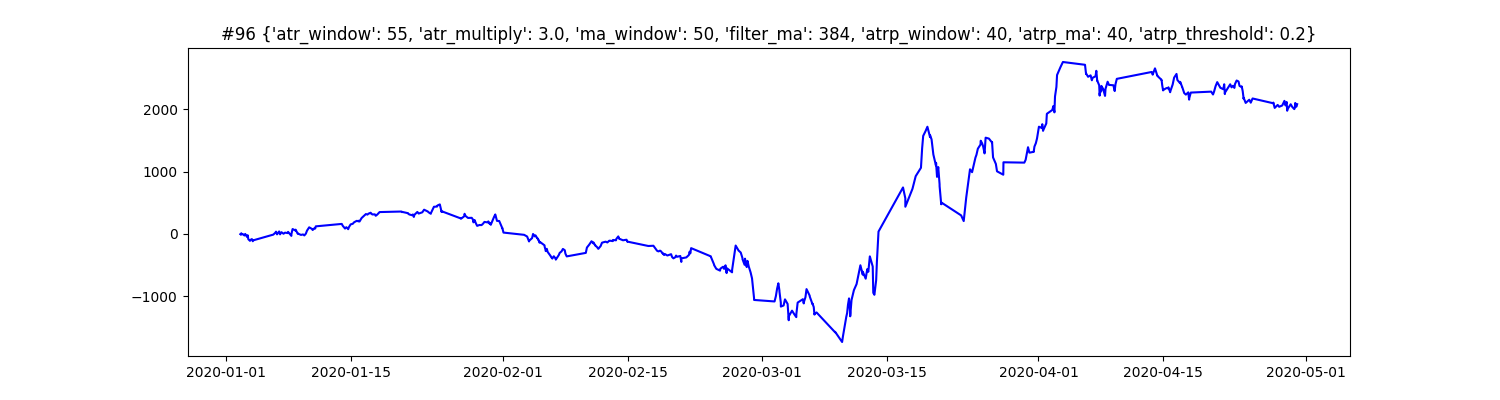 #96 {'atr_window': 55, 'atr_multiply': 3.0, 'ma_window': 50, 'filter_ma': 384, 'atrp_window': 40, 'atrp_ma': 40, 'atrp_threshold': 0.2}
2000
1000
0
−1000
2020-01-01 2020-01-15 2020-02-01 2020-02-15 2020-03-01 2020-03-15 2020-04-01 2020-04-15 2020-05-01